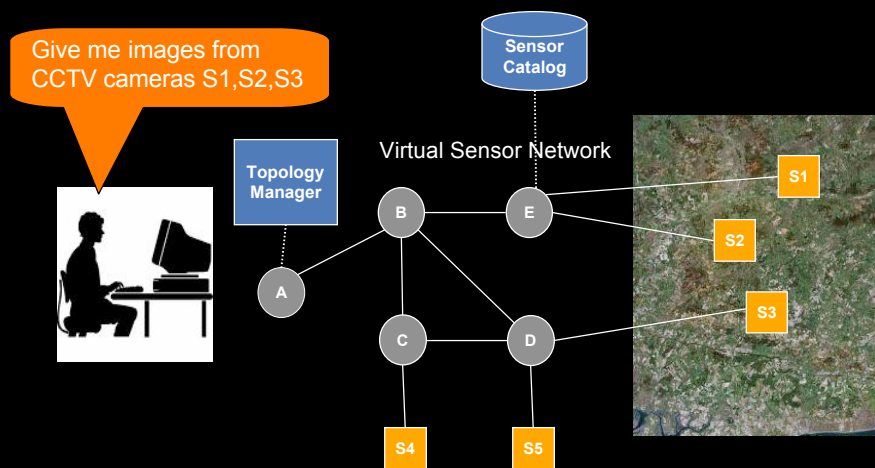 Give me images from
CCTV cameras S1,S2,S3
Sensor
Catalog
Virtual Sensor Network
Topology
Manager
S1
B
E
S2
A
S3
C
D
S4
S5